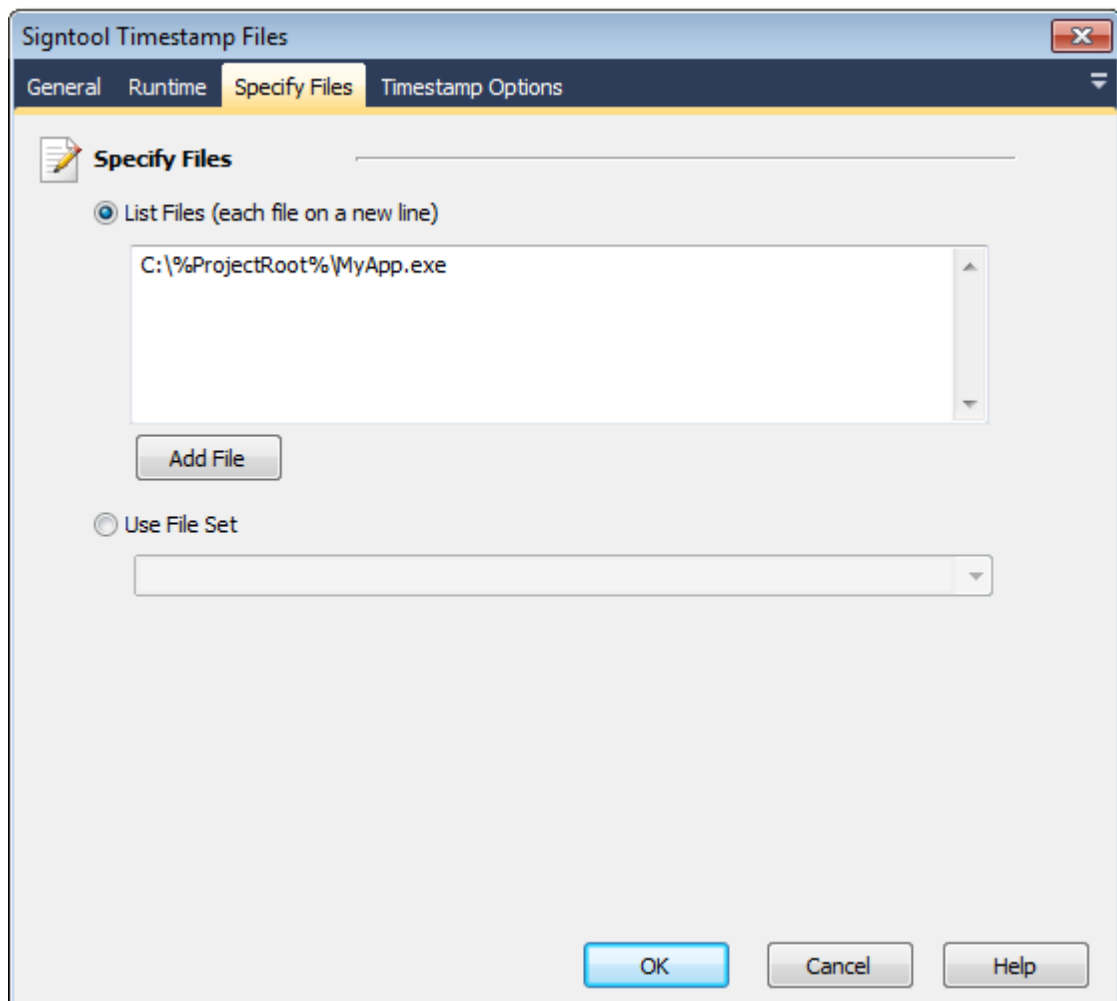 Signtool Timestamp Files
General Runtime Specify Files Timestamp Options
Specify Files
List Files (each file on a new line)
C:\%ProjectRoot%\MyApp.exe
Add File
Use File Set
OK Cancel Help